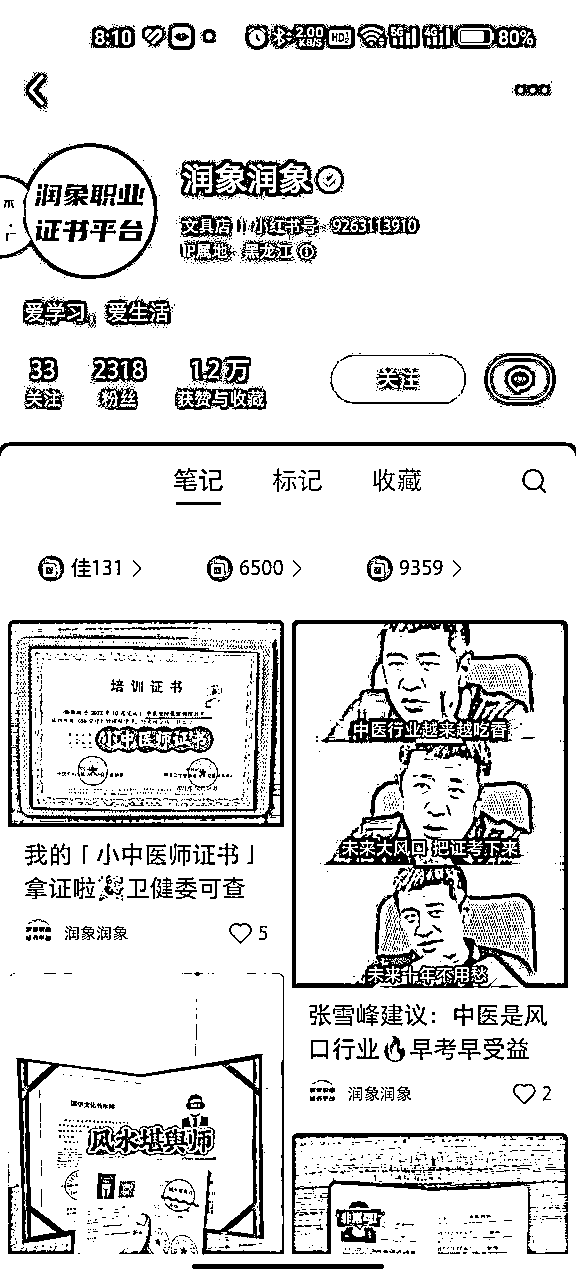 8:10
2.00 KB/S HD 5G 4G 80%
润象职业
证书平台
润象润象
文具店 | 小红书号：9263113910
IP属地：黑龙江
爱学习，爱生活
33
关注
2318
粉丝
1.2万
获赞与收藏
关注
笔记
标记
收藏
佳131
6500
9359
培训证书
小中医师证书
我的「小中医师证书」
拿证啦🎉卫健委可查
润象润象
5
中医行业越来越吃香
未来大风口 把证考下来
未来十年不用愁
张雪峰建议：中医是风
口行业🔥早考早受益
润象润象
2
风水堪舆师